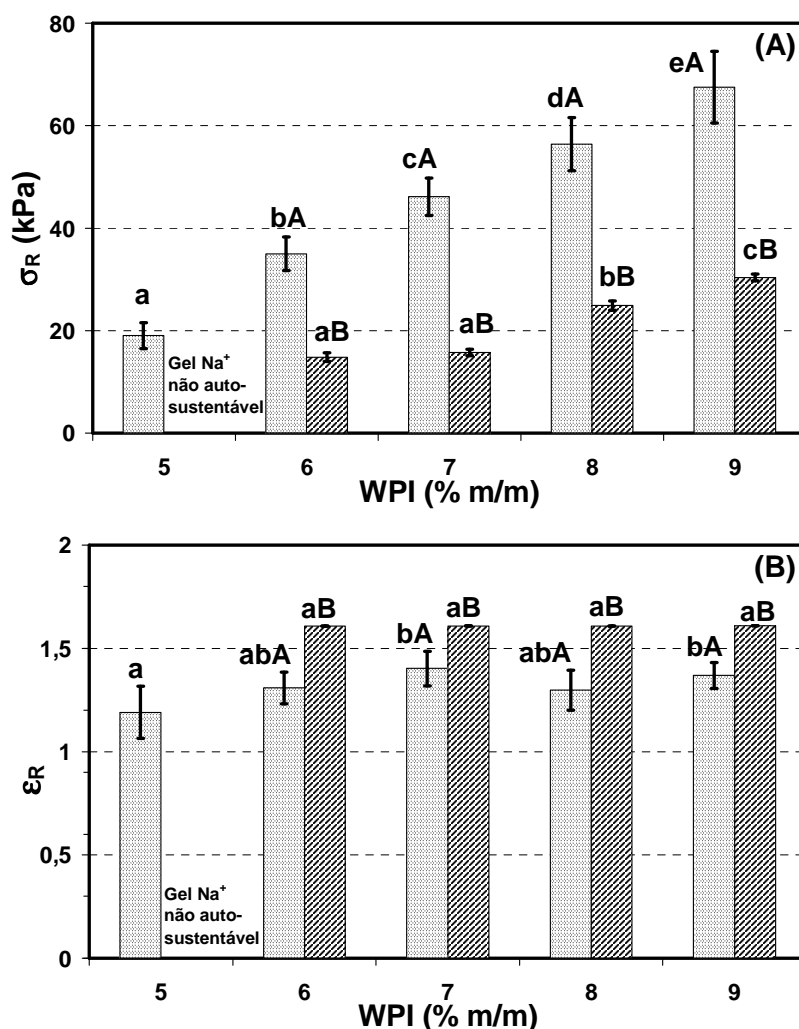 (A)
80
60
40
20
0
σR (kPa)
a
bA
aB
cA
aB
dA
bB
eA
cB
Gel Na⁺
não auto-
sustentável
5 6 7 8 9
WPI (% m/m)
(B)
2
1,5
1
0,5
0
εR
a
abA
aB
bA
aB
abA
aB
bA
aB
Gel Na⁺
não auto-
sustentável
5 6 7 8 9
WPI (% m/m)